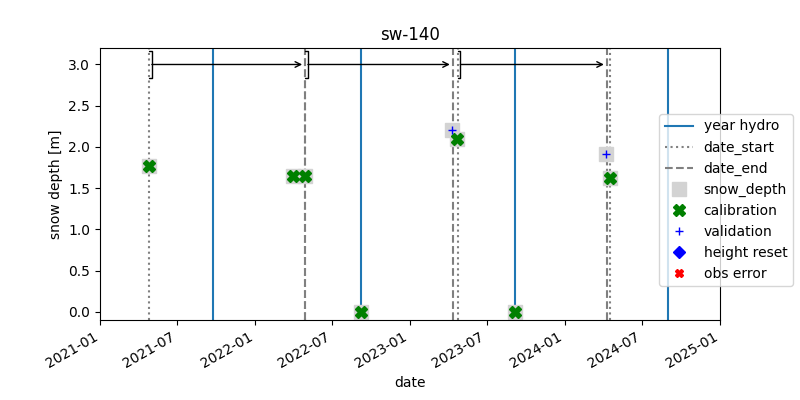 sw-140
3.0
2.5
2.0
1.5
1.0
0.5
0.0
snow depth [m]
year hydro
date_start
date_end
snow_depth
calibration
validation
height reset
obs error
2021-01
2021-07
2022-01
2022-07
2023-01
2023-07
2024-01
2024-07
2025-01
date